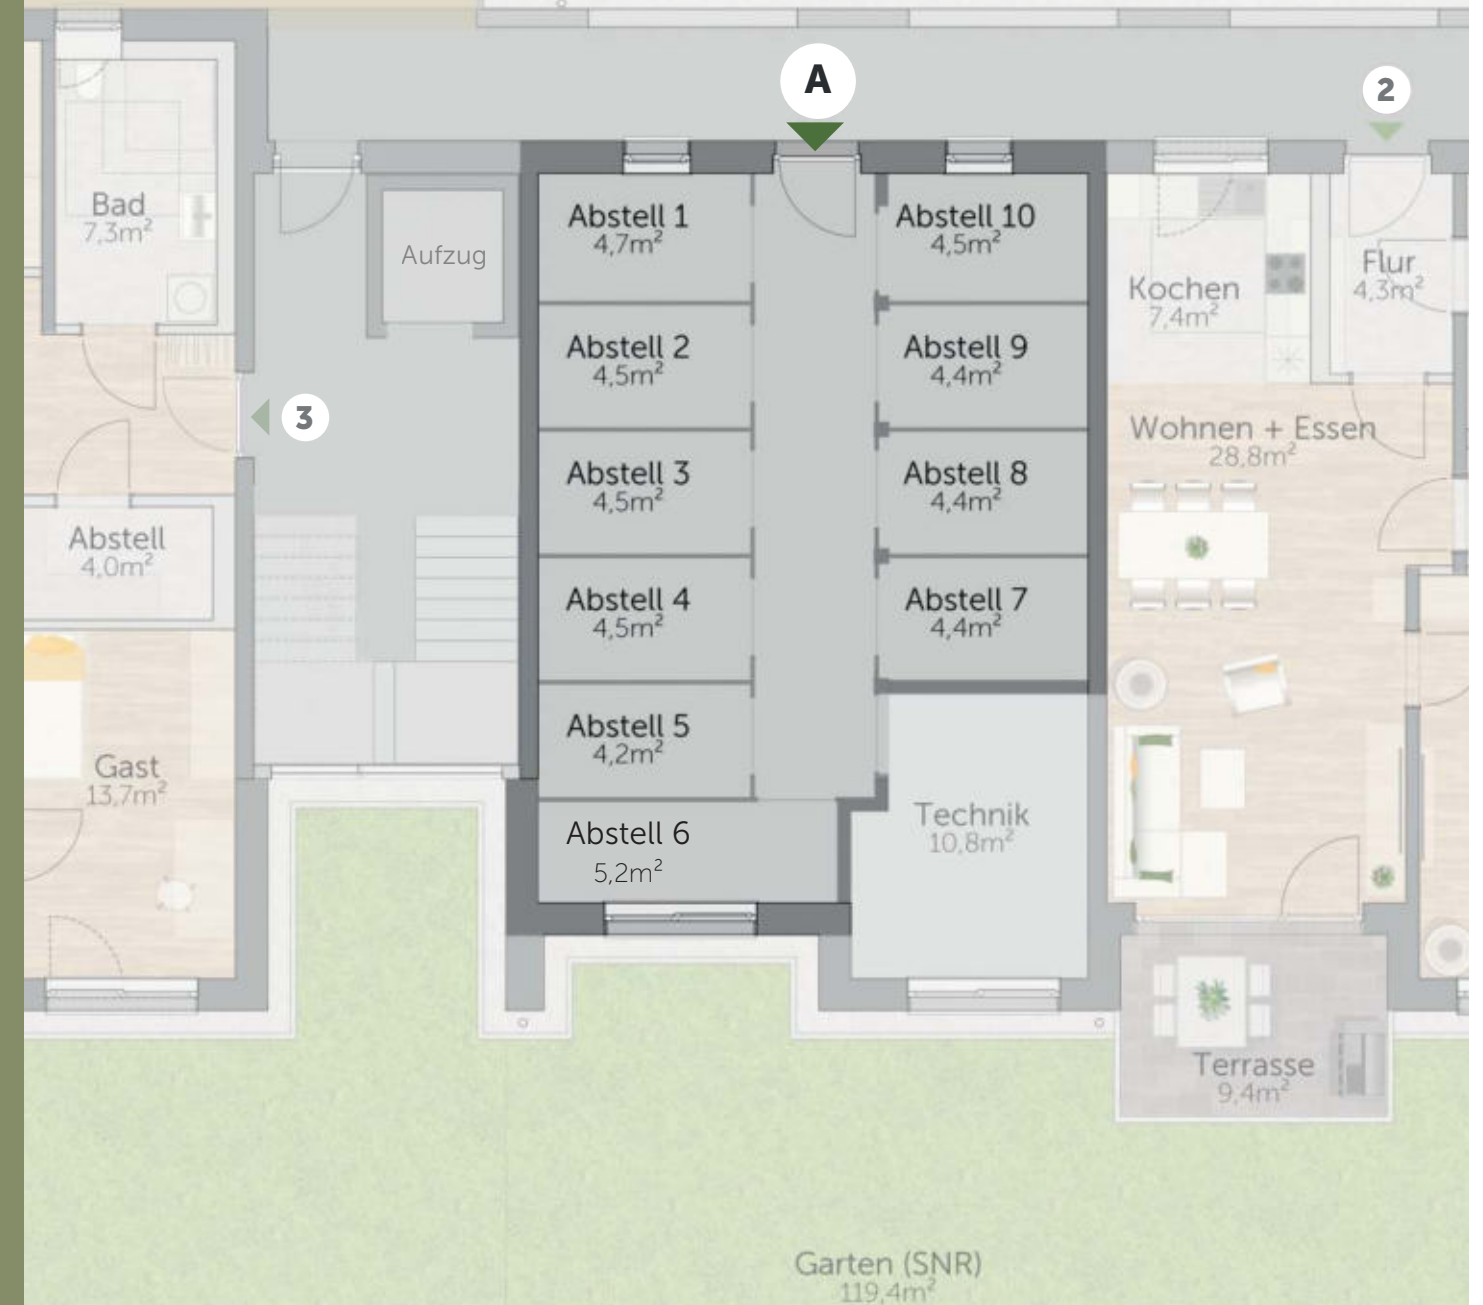 A
2
Bad
7,3m²
Aufzug
Abstell 1
4,7m²
Abstell 10
4,5m²
Kochen
7,4m²
Flur
4,3m²
Abstell 2
4,5m²
Abstell 9
4,4m²
3
Wohnen + Essen
28,8m²
Abstell 3
4,5m²
Abstell 8
4,4m²
Abstell
4,0m²
Abstell 4
4,5m²
Abstell 7
4,4m²
Abstell 5
4,2m²
Gast
13,7m²
Abstell 6
5,2m²
Technik
10,8m²
Terrasse
9,4m²
Garten (SNR)
119,4m²